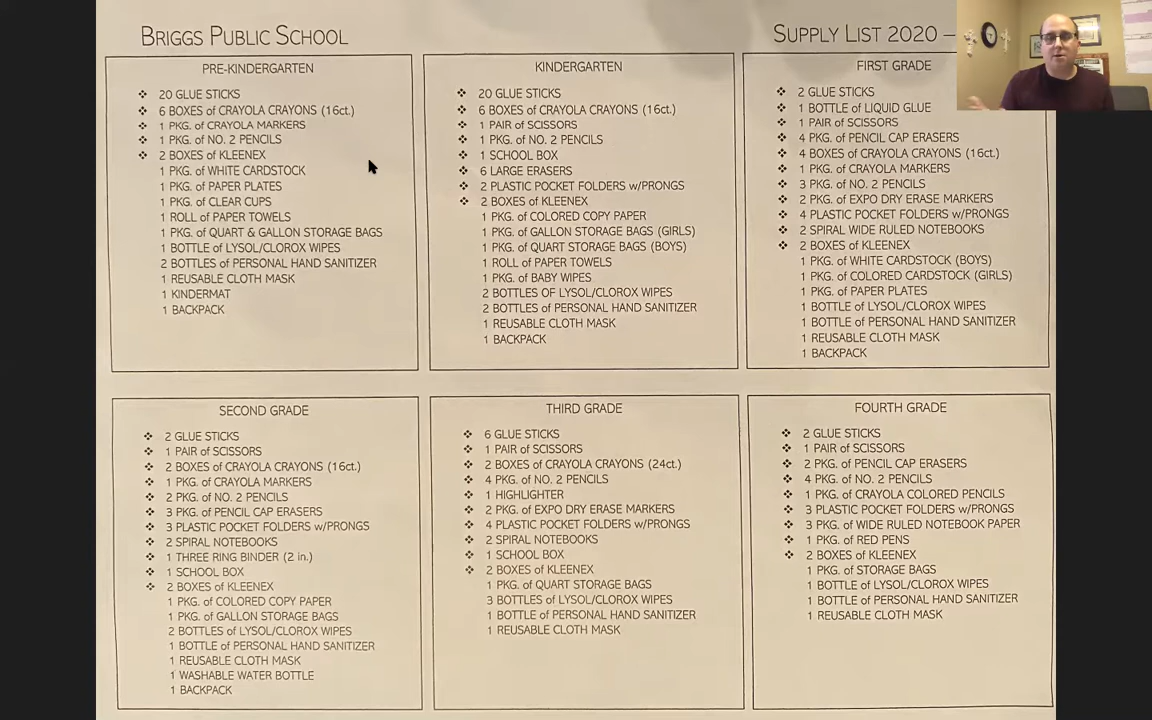 BRIGGS PUBLIC SCHOOL
SUPPLY LIST 2020 –
PRE-KINDERGARTEN
❖ 20 GLUE STICKS
❖ 6 BOXES of CRAYOLA CRAYONS (16ct.)
❖ 1 PKG. of CRAYOLA MARKERS
❖ 1 PKG. of NO. 2 PENCILS
❖ 2 BOXES of KLEENEX
1 PKG. of WHITE CARDSTOCK
1 PKG. of PAPER PLATES
1 PKG. of CLEAR CUPS
1 ROLL of PAPER TOWELS
1 PKG. of QUART & GALLON STORAGE BAGS
1 BOTTLE of LYSOL/CLOROX WIPES
2 BOTTLES of PERSONAL HAND SANITIZER
1 REUSABLE CLOTH MASK
1 KINDERMAT
1 BACKPACK
KINDERGARTEN
❖ 20 GLUE STICKS
❖ 6 BOXES of CRAYOLA CRAYONS (16ct.)
❖ 1 PAIR of SCISSORS
❖ 1 PKG. of NO. 2 PENCILS
❖ 1 SCHOOL BOX
❖ 6 LARGE ERASERS
❖ 2 PLASTIC POCKET FOLDERS w/PRONGS
❖ 2 BOXES of KLEENEX
1 PKG. of COLORED COPY PAPER
1 PKG. of GALLON STORAGE BAGS (GIRLS)
1 PKG. of QUART STORAGE BAGS (BOYS)
1 ROLL of PAPER TOWELS
1 PKG. of BABY WIPES
2 BOTTLES OF LYSOL/CLOROX WIPES
2 BOTTLES of PERSONAL HAND SANITIZER
1 REUSABLE CLOTH MASK
1 BACKPACK
FIRST GRADE
❖ 2 GLUE STICKS
❖ 1 BOTTLE of LIQUID GLUE
❖ 1 PAIR of SCISSORS
❖ 4 PKG. of PENCIL CAP ERASERS
❖ 4 BOXES of CRAYOLA CRAYONS (16ct.)
❖ 1 PKG. of CRAYOLA MARKERS
❖ 3 PKG. of NO. 2 PENCILS
❖ 2 PKG. of EXPO DRY ERASE MARKERS
❖ 4 PLASTIC POCKET FOLDERS w/PRONGS
❖ 2 SPIRAL WIDE RULED NOTEBOOKS
❖ 2 BOXES of KLEENEX
1 PKG. of WHITE CARDSTOCK (BOYS)
1 PKG. of COLORED CARDSTOCK (GIRLS)
1 PKG. of PAPER PLATES
1 BOTTLE of LYSOL/CLOROX WIPES
1 BOTTLE of PERSONAL HAND SANITIZER
1 REUSABLE CLOTH MASK
1 BACKPACK
SECOND GRADE
❖ 2 GLUE STICKS
❖ 1 PAIR of SCISSORS
❖ 2 BOXES of CRAYOLA CRAYONS (16ct.)
❖ 1 PKG. of CRAYOLA MARKERS
❖ 2 PKG. of NO. 2 PENCILS
❖ 3 PKG. of PENCIL CAP ERASERS
❖ 3 PLASTIC POCKET FOLDERS w/PRONGS
❖ 2 SPIRAL NOTEBOOKS
❖ 1 THREE RING BINDER (2 in.)
❖ 1 SCHOOL BOX
❖ 2 BOXES of KLEENEX
1 PKG. of COLORED COPY PAPER
1 PKG. of GALLON STORAGE BAGS
2 BOTTLES of LYSOL/CLOROX WIPES
1 BOTTLE of PERSONAL HAND SANITIZER
1 REUSABLE CLOTH MASK
1 WASHABLE WATER BOTTLE
1 BACKPACK
THIRD GRADE
❖ 6 GLUE STICKS
❖ 1 PAIR of SCISSORS
❖ 2 BOXES of CRAYOLA CRAYONS (24ct.)
❖ 4 PKG. of NO. 2 PENCILS
❖ 1 HIGHLIGHTER
❖ 2 PKG. of EXPO DRY ERASE MARKERS
❖ 4 PLASTIC POCKET FOLDERS w/PRONGS
❖ 2 SPIRAL NOTEBOOKS
❖ 1 SCHOOL BOX
❖ 2 BOXES of KLEENEX
1 PKG. of QUART STORAGE BAGS
3 BOTTLES of LYSOL/CLOROX WIPES
1 BOTTLE of PERSONAL HAND SANITIZER
1 REUSABLE CLOTH MASK
FOURTH GRADE
❖ 2 GLUE STICKS
❖ 1 PAIR of SCISSORS
❖ 2 PKG. of PENCIL CAP ERASERS
❖ 4 PKG. of NO. 2 PENCILS
❖ 1 PKG. of CRAYOLA COLORED PENCILS
❖ 3 PLASTIC POCKET FOLDERS w/PRONGS
❖ 3 PKG. of WIDE RULED NOTEBOOK PAPER
❖ 1 PKG. of RED PENS
❖ 2 BOXES of KLEENEX
1 PKG. of STORAGE BAGS
1 BOTTLE of LYSOL/CLOROX WIPES
1 BOTTLE of PERSONAL HAND SANITIZER
1 REUSABLE CLOTH MASK